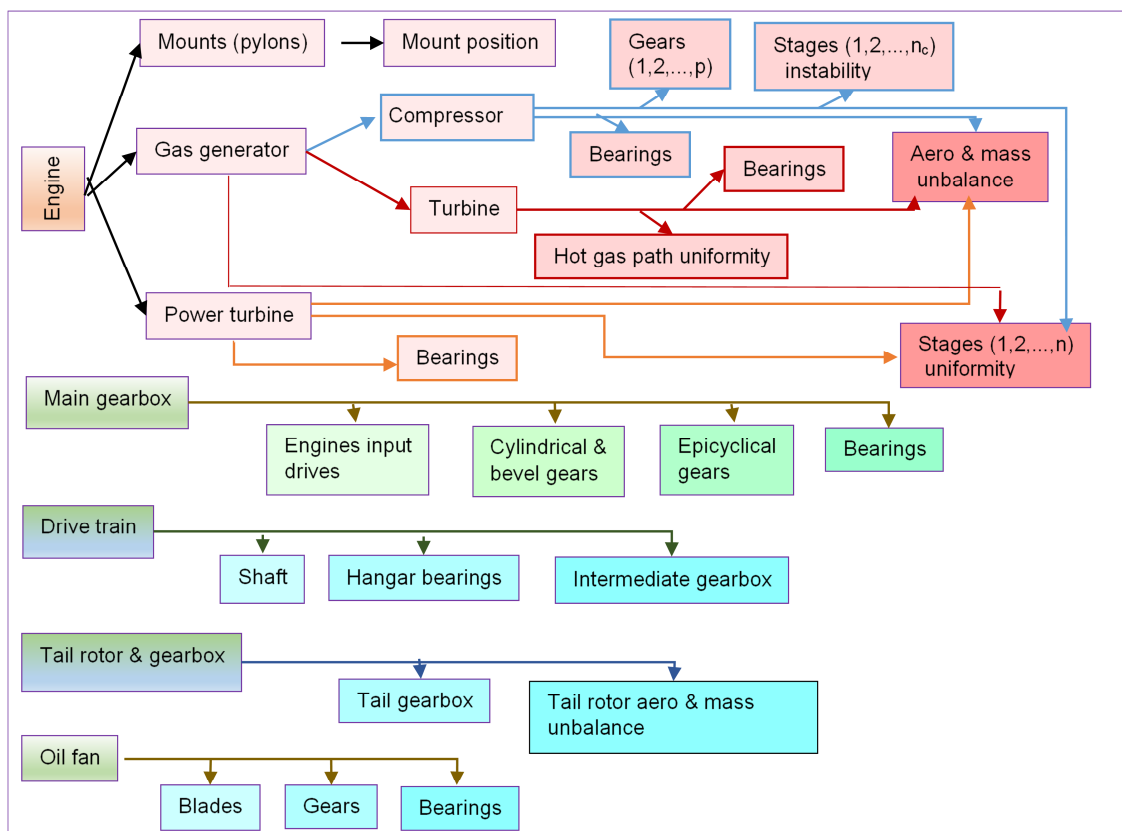 Mounts (pylons)
Mount position
Gears
(1,2,...,p)
Stages (1,2,...,nc)
instability
Compressor
Gas generator
Bearings
Aero & mass
unbalance
Bearings
Engine
Turbine
Hot gas path uniformity
Power turbine
Bearings
Stages (1,2,...,n)
uniformity
Main gearbox
Engines input
drives
Cylindrical &
bevel gears
Epicyclical
gears
Bearings
Drive train
Shaft
Hangar bearings
Intermediate gearbox
Tail rotor & gearbox
Tail gearbox
Tail rotor aero & mass
unbalance
Oil fan
Blades
Gears
Bearings